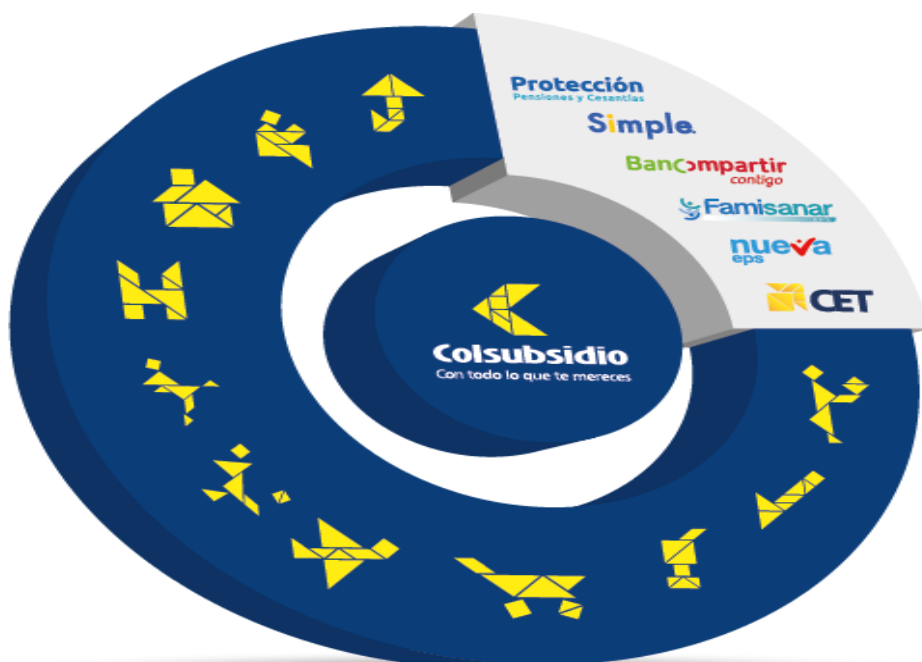 Protección
Pensiones y Cesantías
Simple.
BanCompartir
contigo
Famisanar
nueva
eps
CET
Colsubsidio
Con todo lo que te mereces